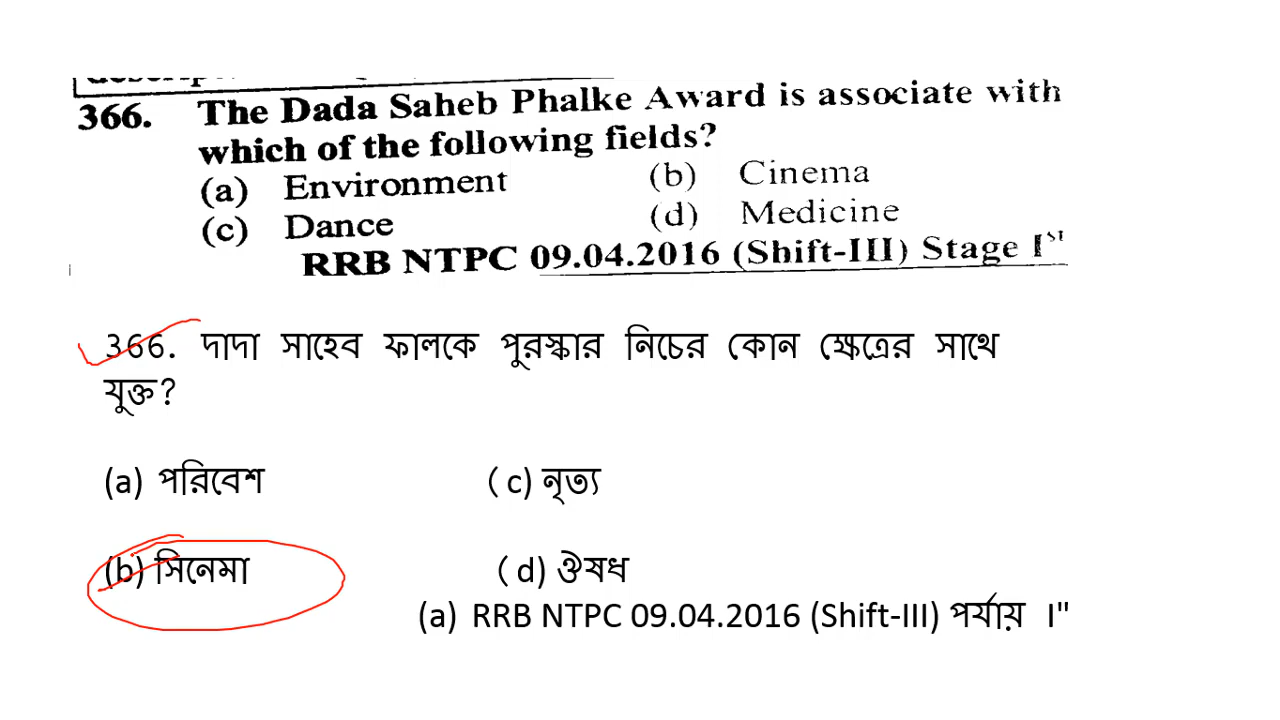 366. The Dada Saheb Phalke Award is associate with
which of the following fields?
(a) Environment (b) Cinema
(c) Dance (d) Medicine
RRB NTPC 09.04.2016 (Shift-III) Stage Iˢᵗ
366. দাদা সাহেব ফালকে পুরস্কার নিচের কোন ক্ষেত্রের সাথে
যুক্ত?
(a) পরিবেশ (c) নৃত্য
(b) সিনেমা (d) ঔষধ
(a) RRB NTPC 09.04.2016 (Shift-III) পর্যায় I"